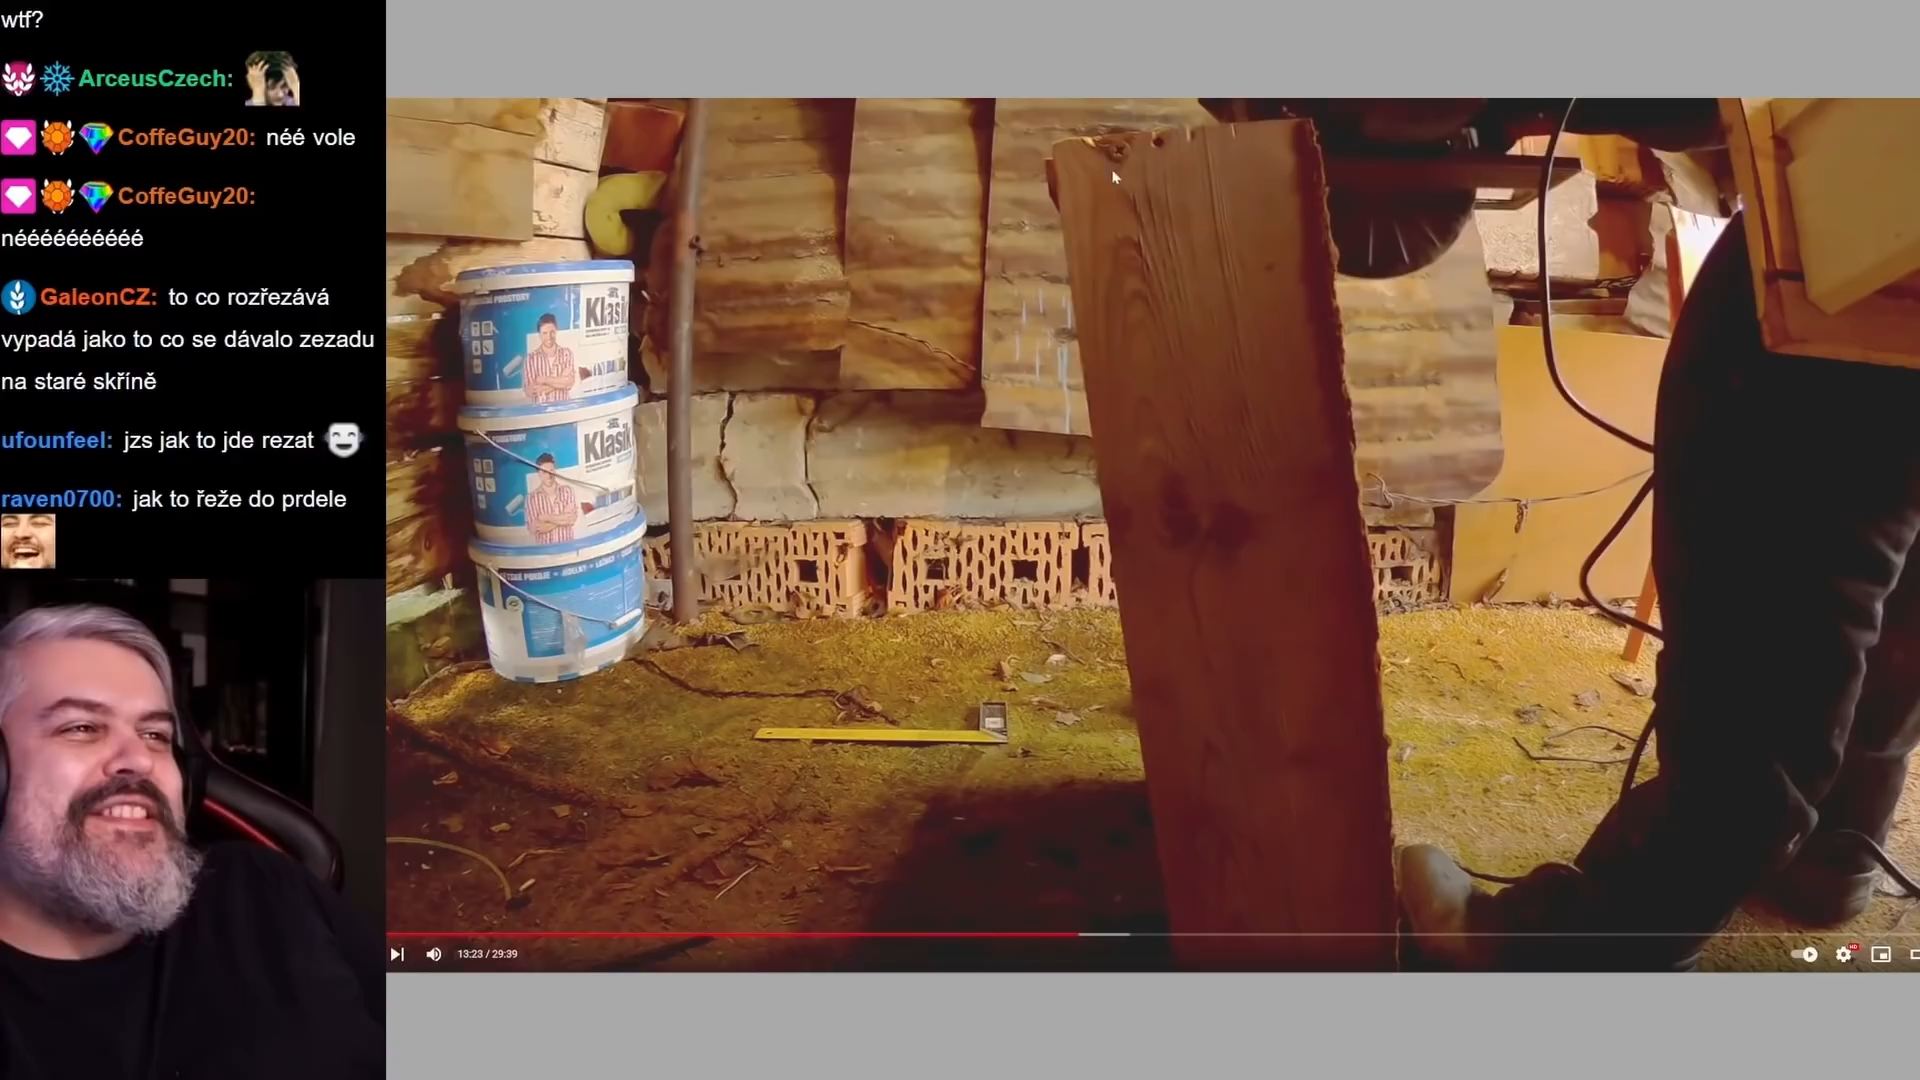 wtf?
ArceusCzech:
CoffeGuy20: néé vole
CoffeGuy20:
néééééééééé
GaleonCZ: to co rozřezává
vypadá jako to co se dávalo zezadu
na staré skříně
ufounfeel: jzs jak to jde rezat
raven0700: jak to řeže do prdele
Klasik
Klasik
13:23 / 29:39
HD